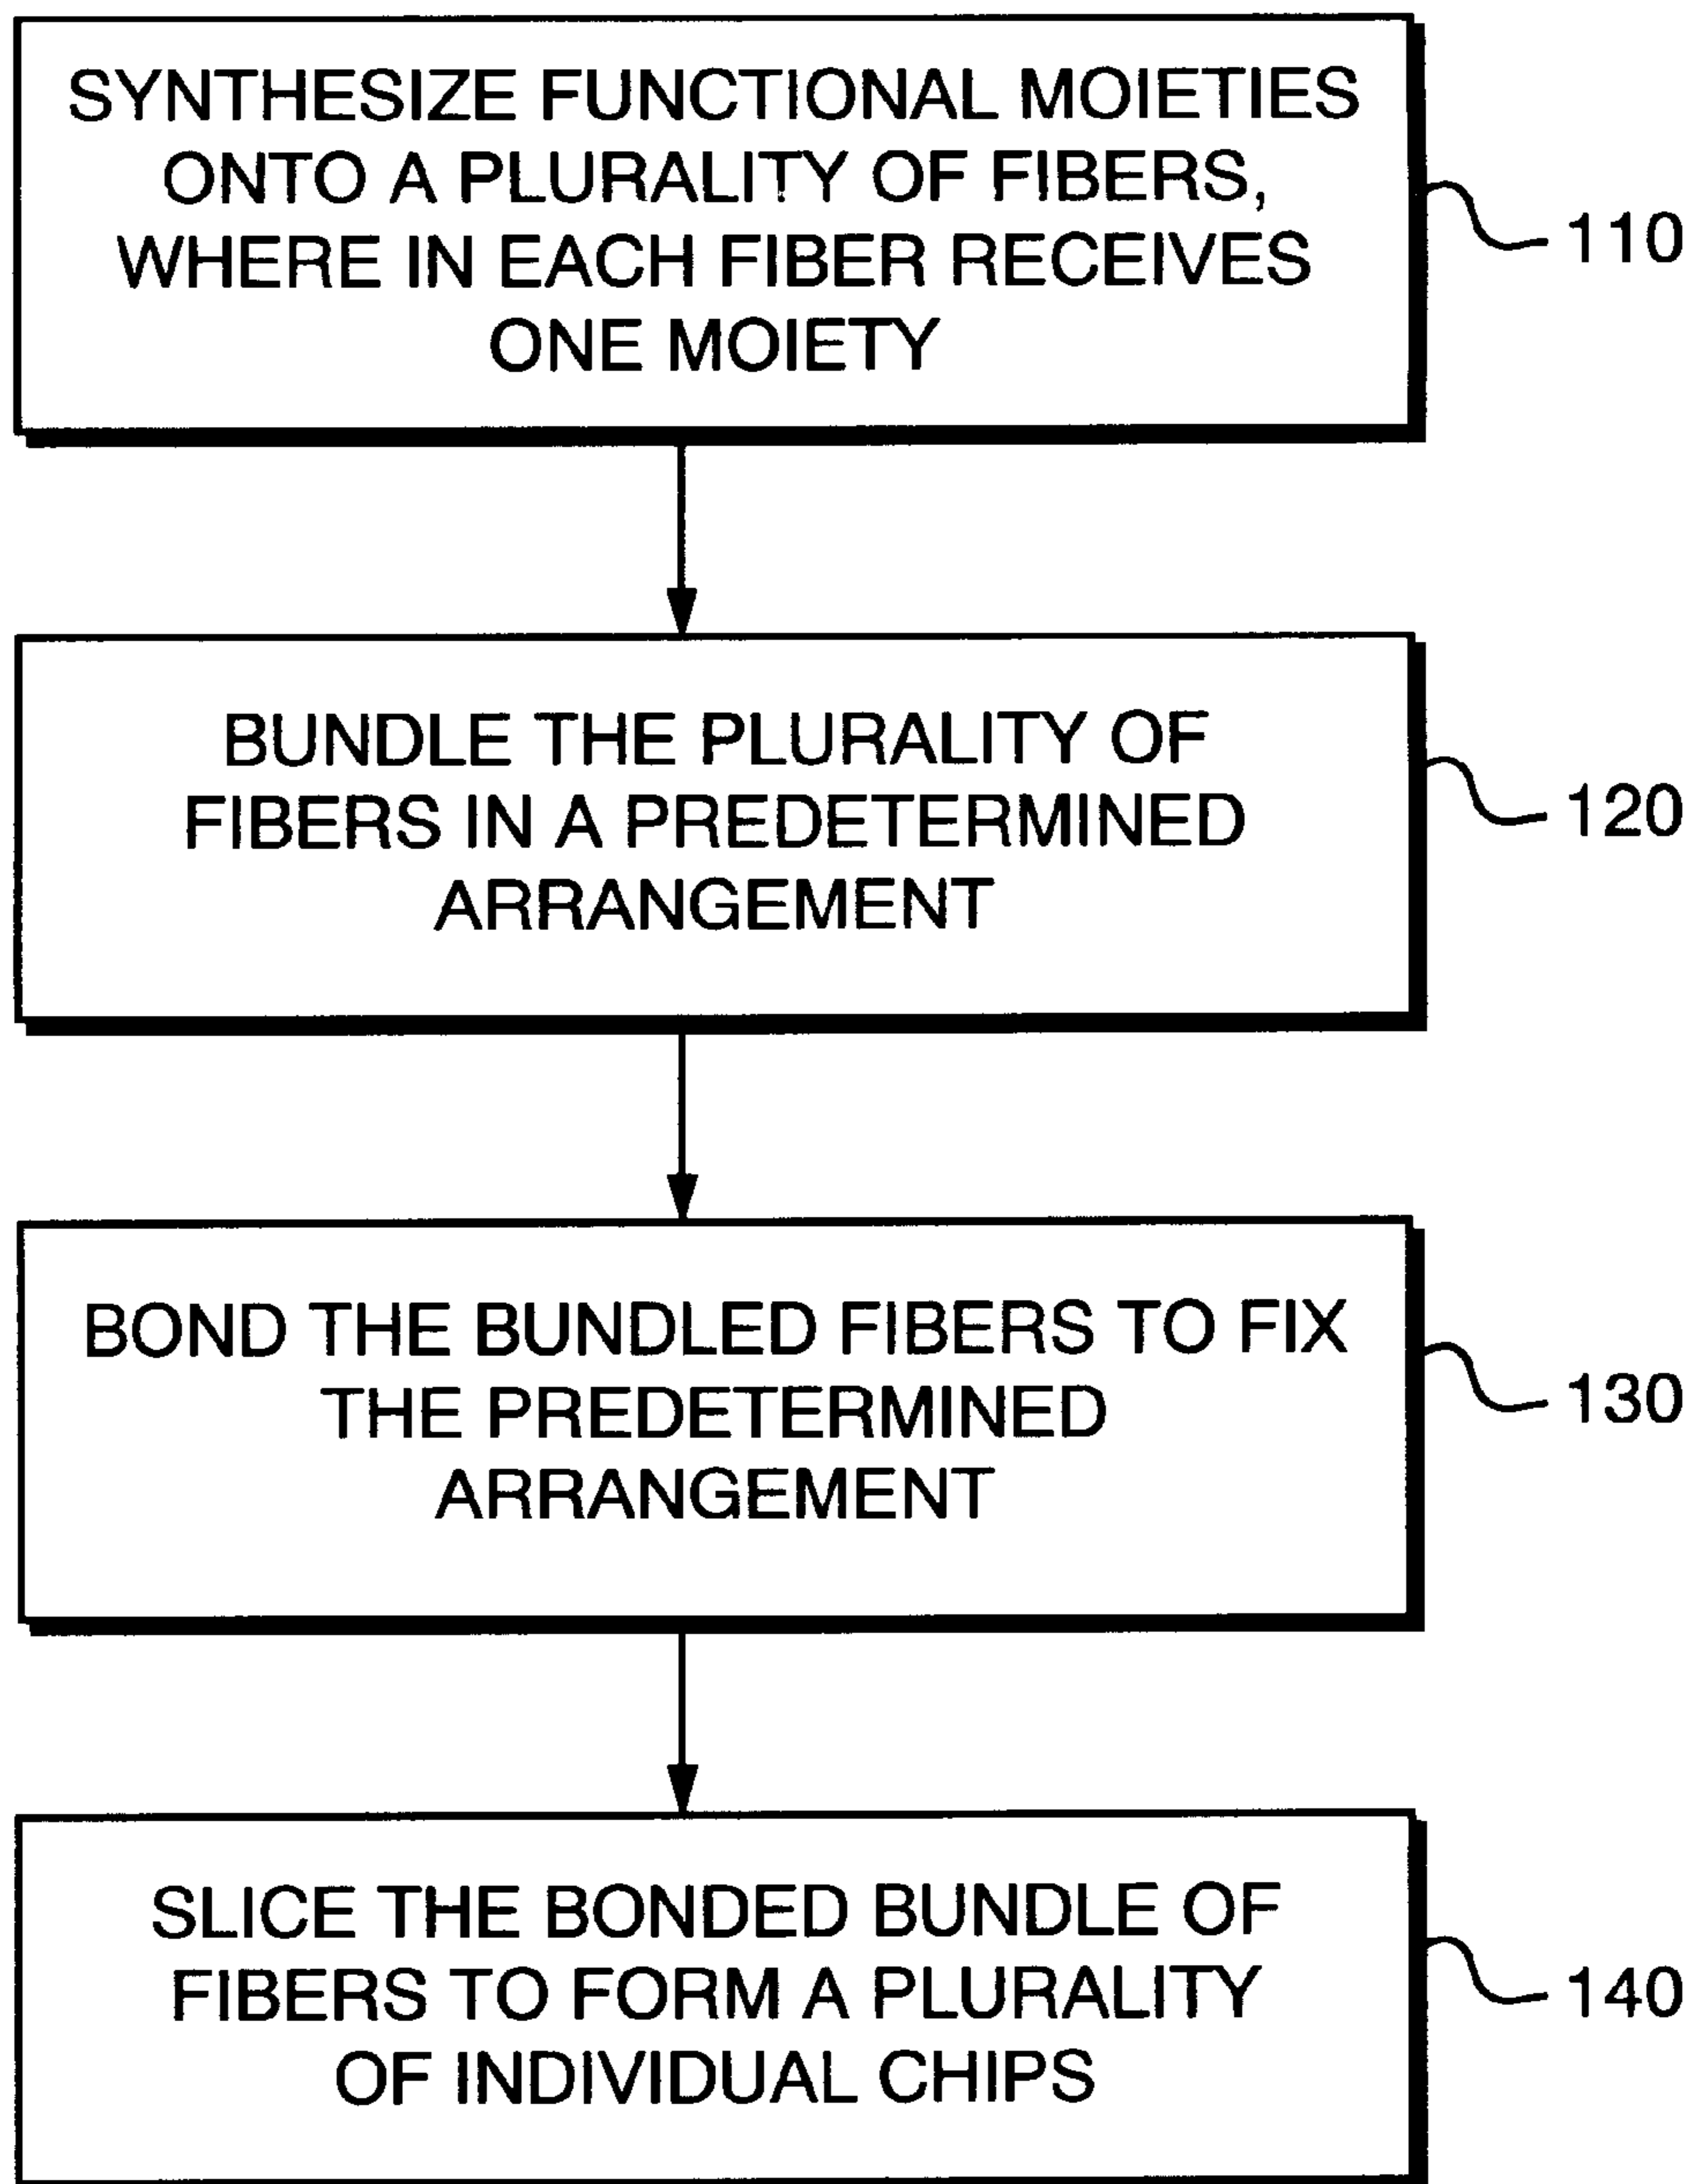 SYNTHESIZE FUNCTIONAL MOIETIES
ONTO A PLURALITY OF FIBERS,
WHERE IN EACH FIBER RECEIVES
ONE MOIETY
110
BUNDLE THE PLURALITY OF
FIBERS IN A PREDETERMINED
ARRANGEMENT
120
BOND THE BUNDLED FIBERS TO FIX
THE PREDETERMINED
ARRANGEMENT
130
SLICE THE BONDED BUNDLE OF
FIBERS TO FORM A PLURALITY
OF INDIVIDUAL CHIPS
140